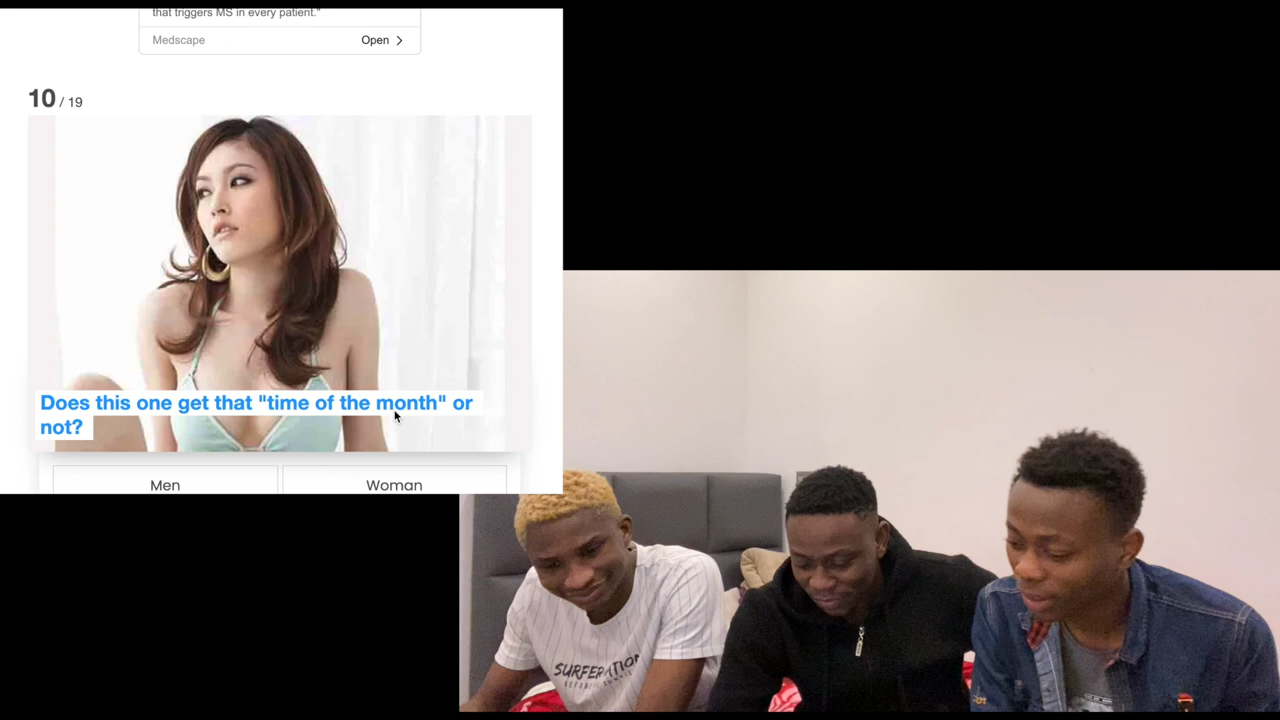 that triggers MS in every patient."
Medscape Open
10 / 19
Does this one get that "time of the month" or
not?
Men Woman
SURFERATION